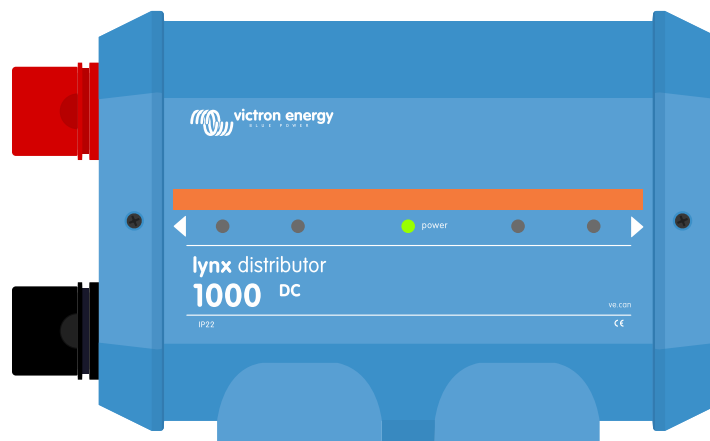 victron energy
BLUE POWER
power
lynx distributor
1000 DC
ve.can
IP22
CE